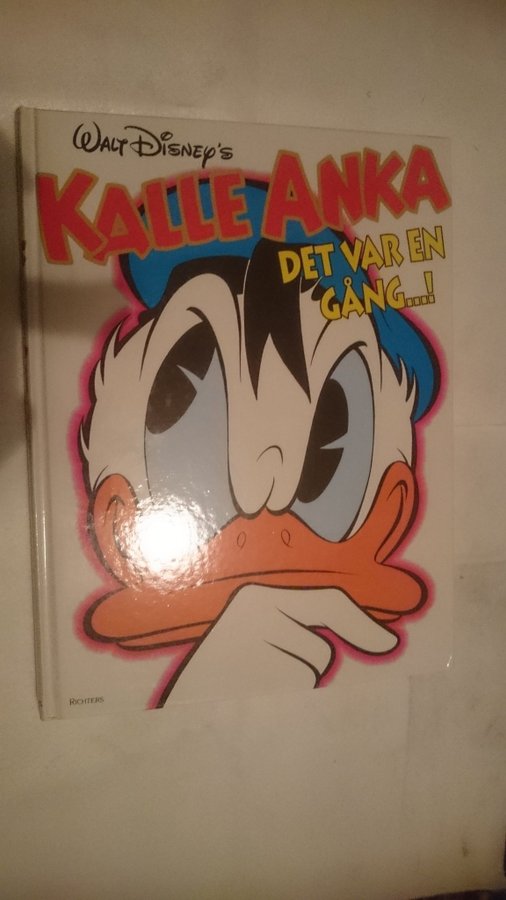 WALT DISNEY'S
KALLE ANKA
DET VAR EN
GÅNG...!
RICHTERS